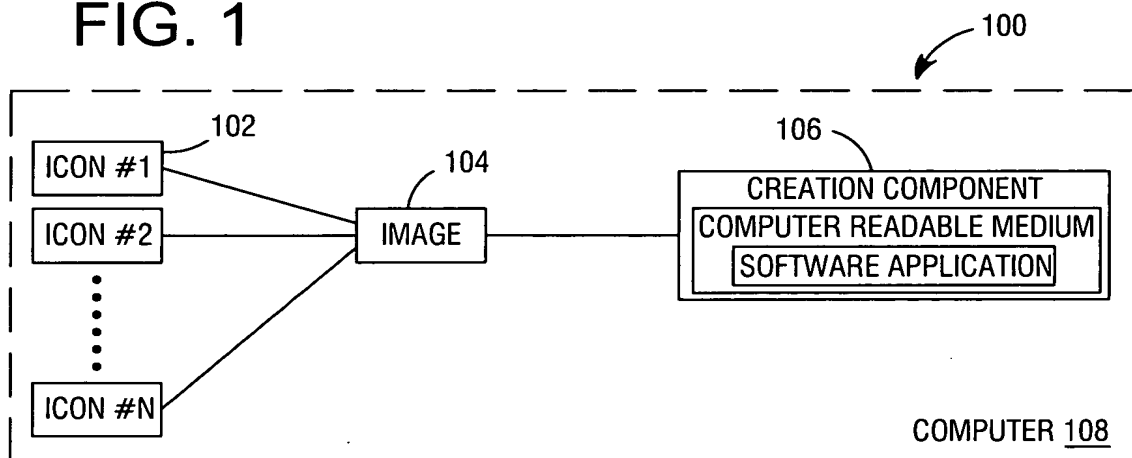 FIG. 1
100
102
ICON #1
104
106
CREATION COMPONENT
ICON #2
IMAGE
COMPUTER READABLE MEDIUM
SOFTWARE APPLICATION
ICON #N
COMPUTER 108